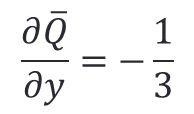 ∂Q̄/∂y = − 1/3